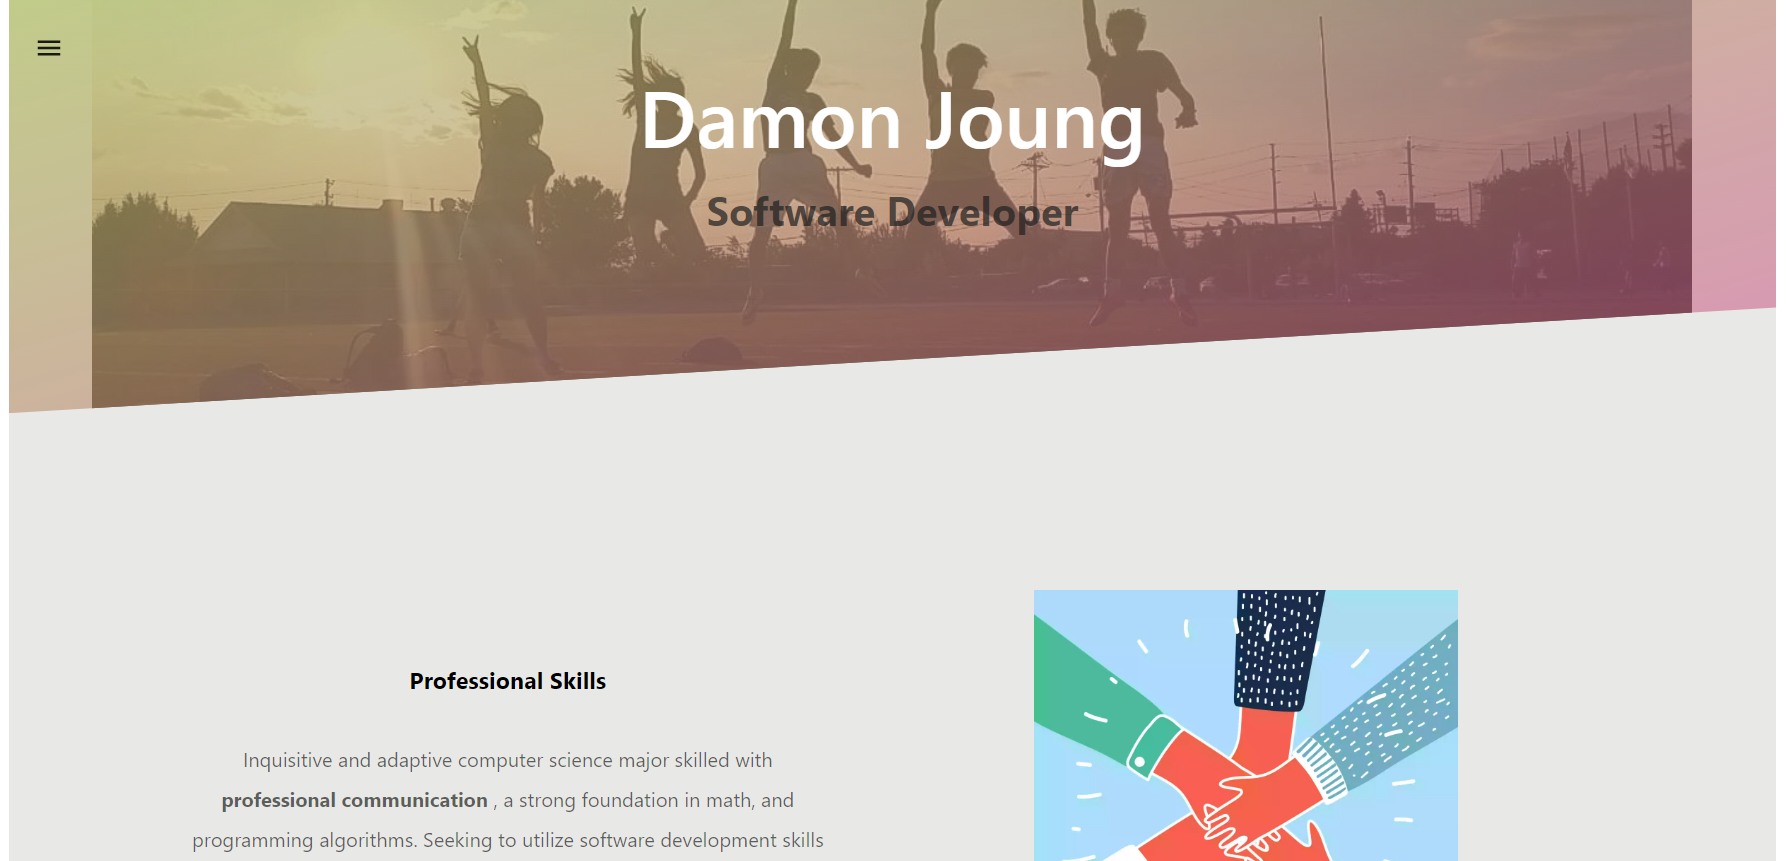 Damon Joung
Software Developer
Professional Skills
Inquisitive and adaptive computer science major skilled with
professional communication , a strong foundation in math, and
programming algorithms. Seeking to utilize software development skills